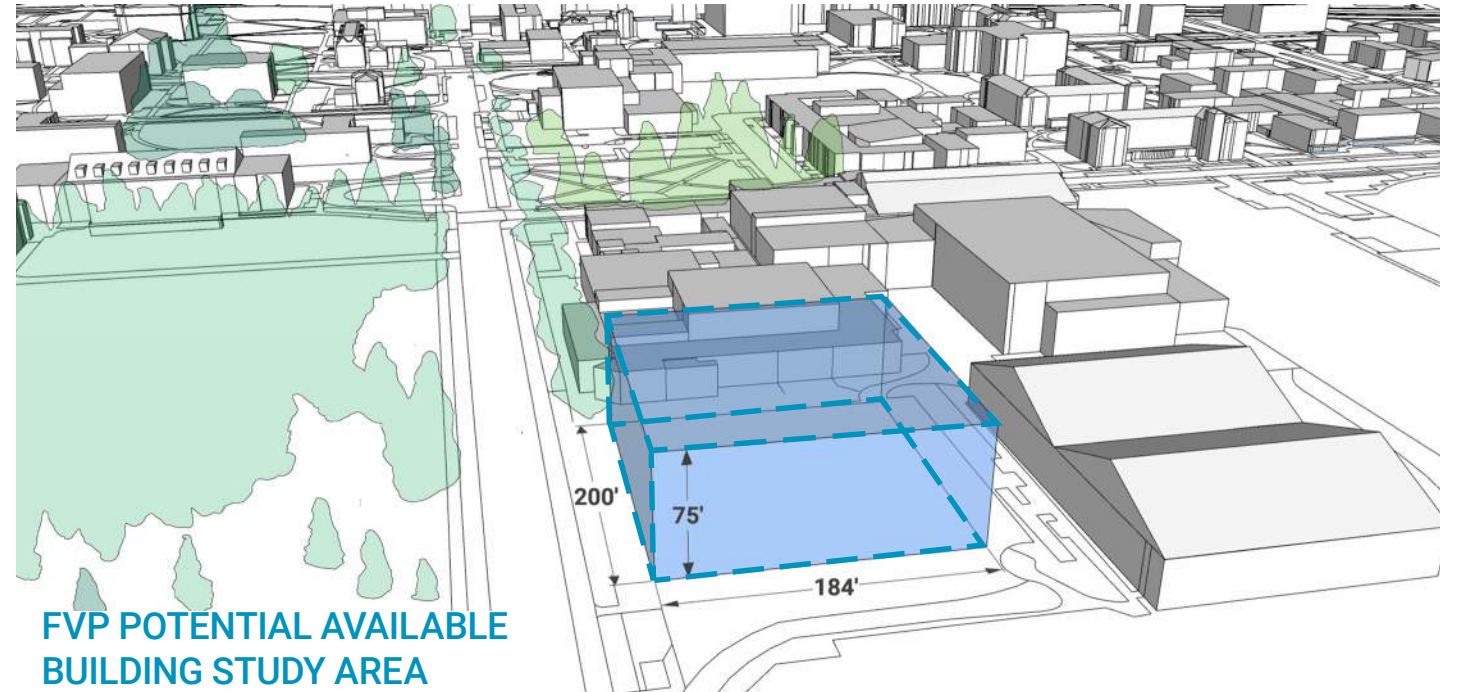 200'
75'
184'
FVP POTENTIAL AVAILABLE
BUILDING STUDY AREA